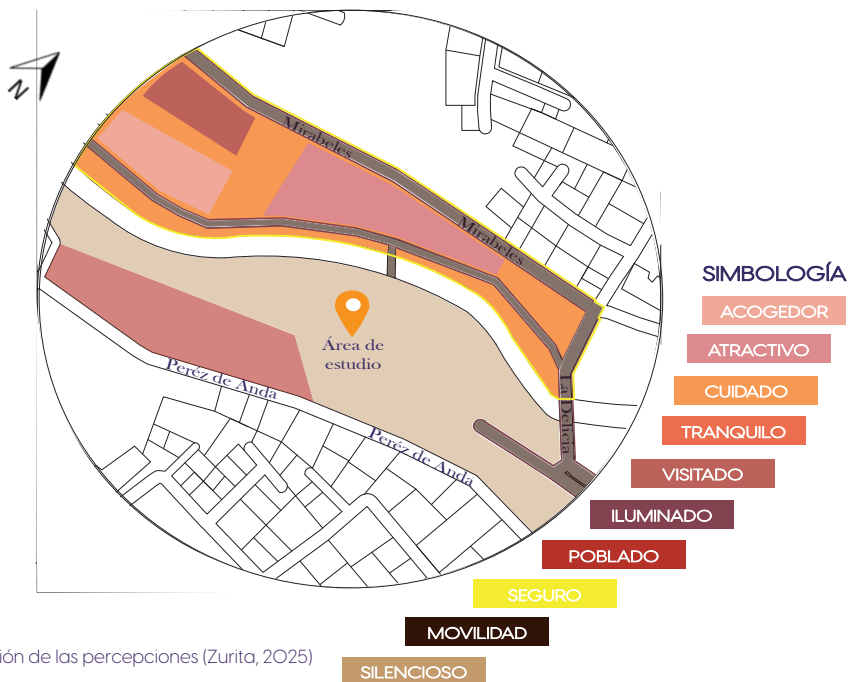 N
Mirabeles
Mirabeles
Área de
estudio
Peréz de Anda
Peréz de Anda
La Delicia
SIMBOLOGÍA
ACOGEDOR
ATRACTIVO
CUIDADO
TRANQUILO
VISITADO
ILUMINADO
POBLADO
SEGURO
MOVILIDAD
SILENCIOSO
ión de las percepciones (Zurita, 2025)